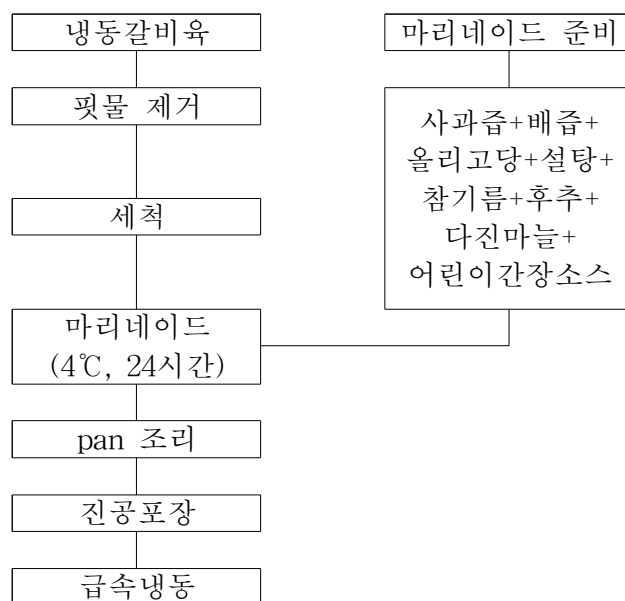 냉동갈비육
핏물 제거
세척
마리네이드
(4℃, 24시간)
pan 조리
진공포장
급속냉동
마리네이드 준비
사과즙+배즙+
올리고당+설탕+
참기름+후추+
다진마늘+
어린이간장소스